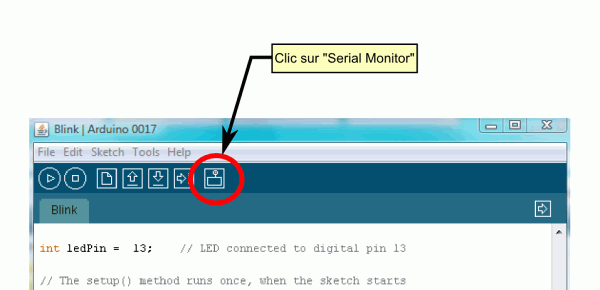 Clic sur "Serial Monitor"
Blink | Arduino 0017
File Edit Sketch Tools Help
Blink
int ledPin = 13; // LED connected to digital pin 13
// The setup() method runs once, when the sketch starts